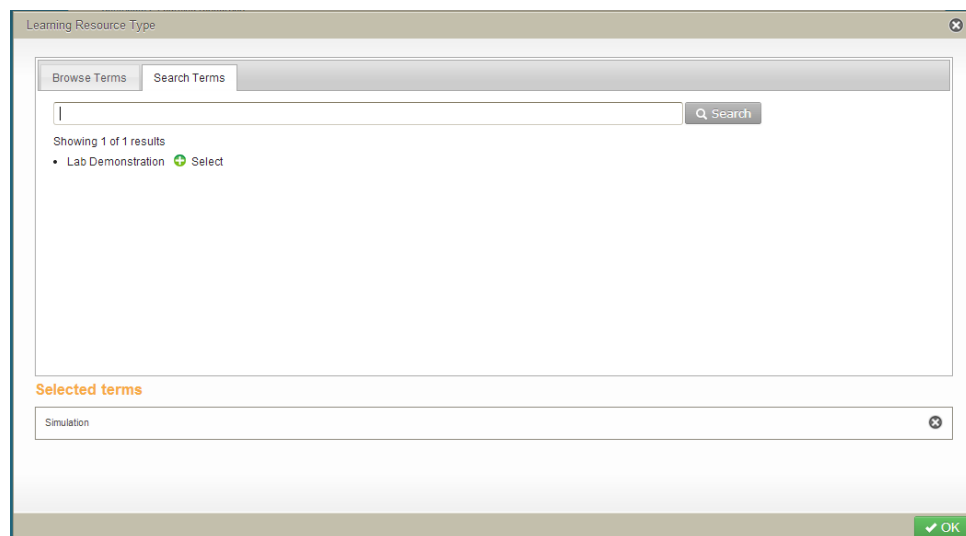 Learning Resource Type
Browse Terms Search Terms
Search
Showing 1 of 1 results
• Lab Demonstration Select
Selected terms
Simulation
OK